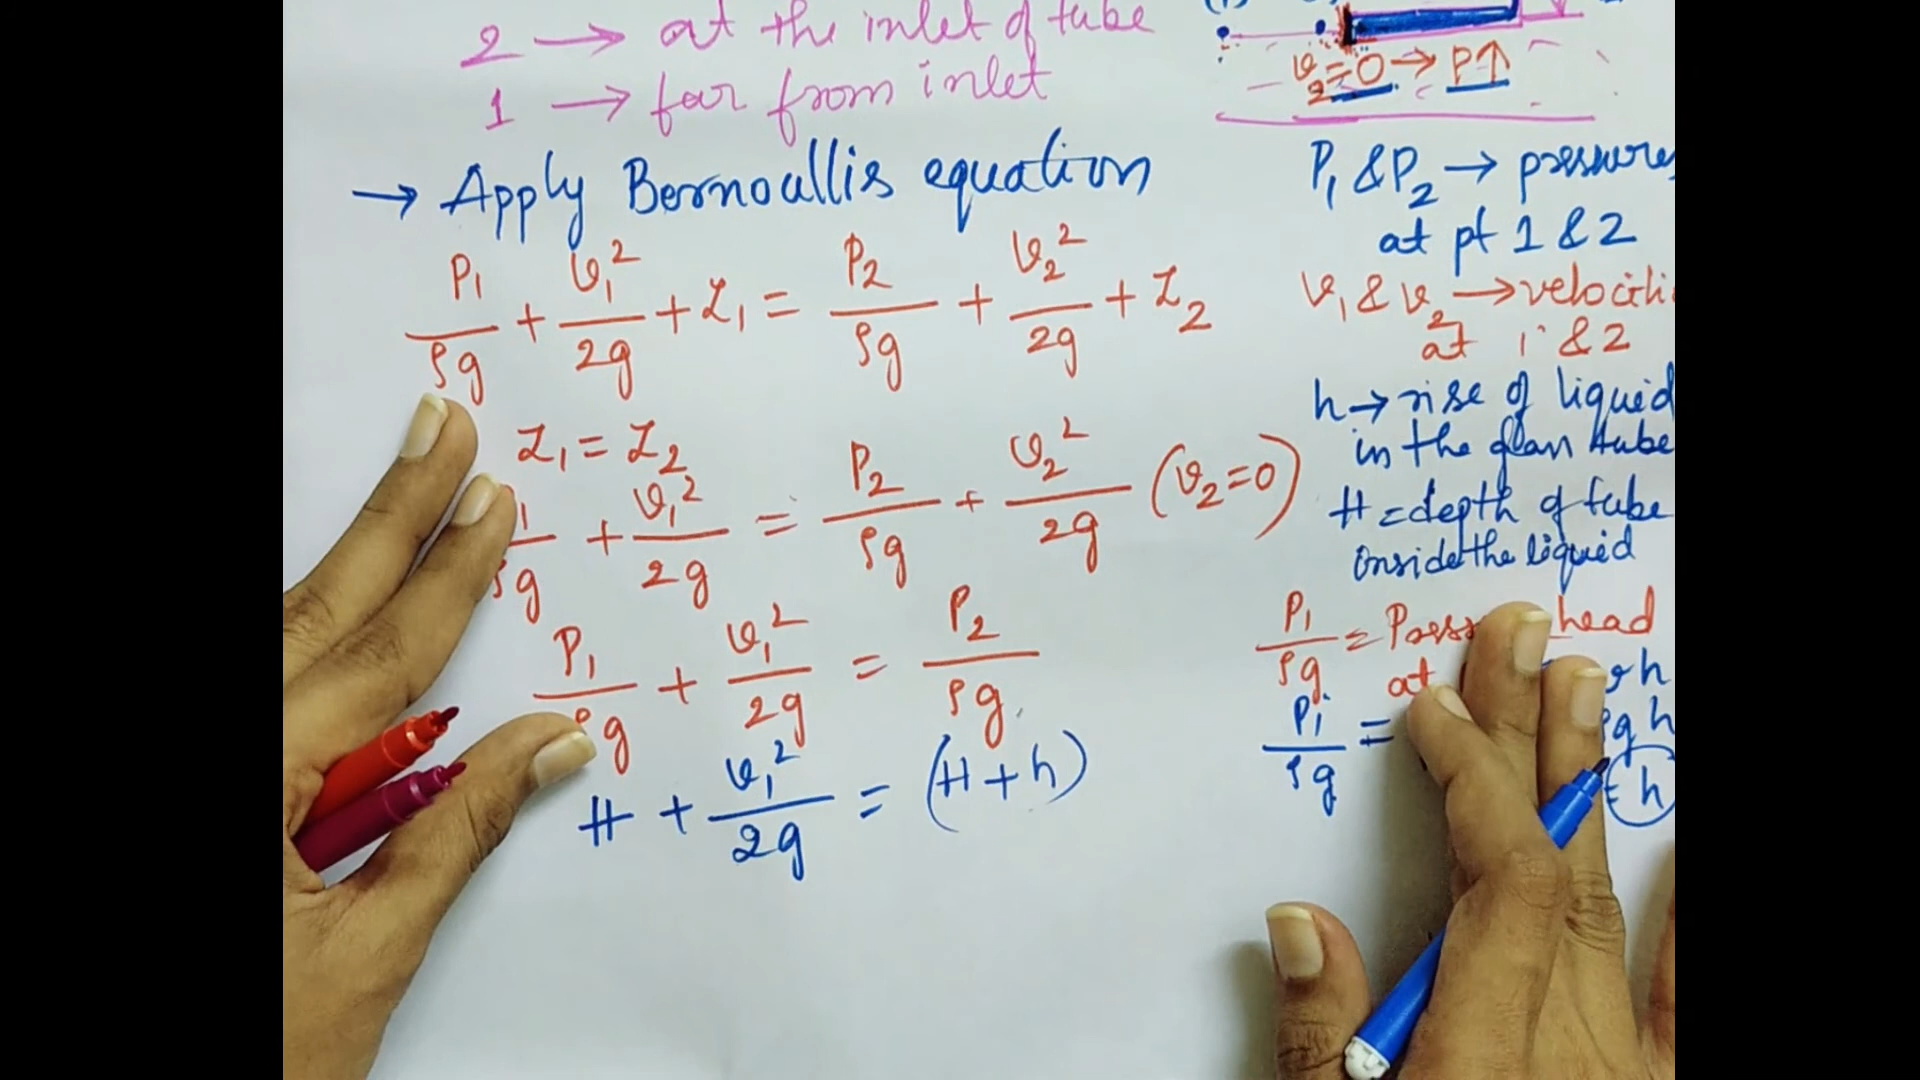 2 → at the inlet of tube
1 → far from inlet
v₂=0 → P↑
→ Apply Bernoullis equation
P₁/ρg + v₁²/2g + Z₁ = P₂/ρg + v₂²/2g + Z₂
Z₁ = Z₂
1/ρg + v₁²/2g = P₂/ρg + v₂²/2g (v₂=0)
P₁/ρg + v₁²/2g = P₂/ρg
H + v₁²/2g = (H+h)
P₁ & P₂ → pressures
at pt 1 & 2
v₁ & v₂ → velociti
at 1 & 2
h → rise of liquid
in the glass tube
H = depth of tube
inside the liquid
P₁/ρg = head
at
P₁/ρg = ρgh
= h